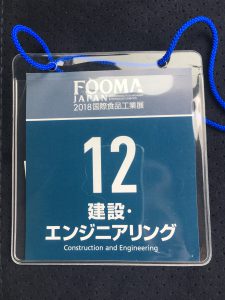 FOOMA
JAPAN
2018国際食品工業展
12
建設・
エンジニアリング
Construction and Engineering